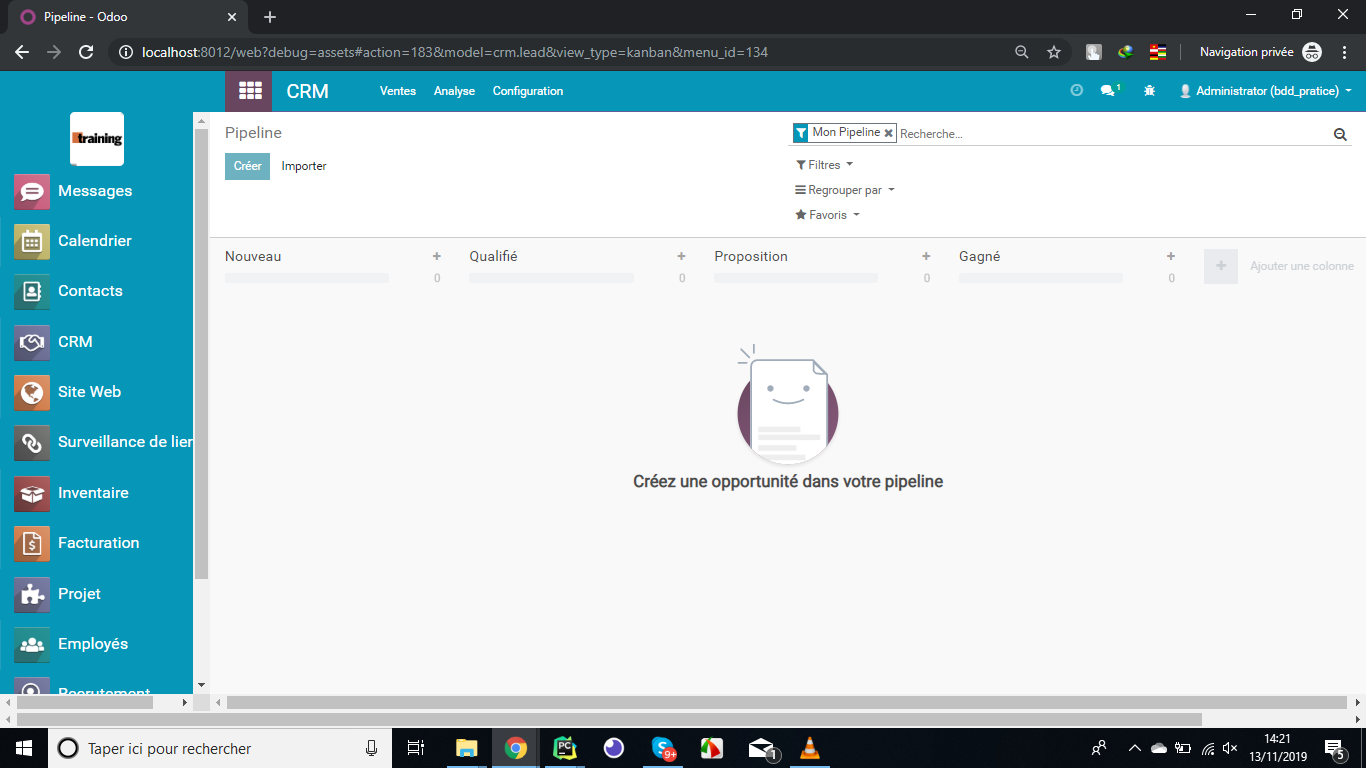 Pipeline - Odoo
localhost:8012/web?debug=assets#action=183&model=crm.lead&view_type=kanban&menu_id=134
Navigation privée
CRM
Ventes
Analyse
Configuration
1
Administrator (bdd_pratice)
training
Messages
Calendrier
Contacts
CRM
Site Web
Surveillance de lier
Inventaire
Facturation
Projet
Employés
Recrutement
Pipeline
Mon Pipeline
Recherche...
Créer
Importer
Filtres
Regrouper par
Favoris
Nouveau
0
Qualifié
0
Proposition
0
Gagné
0
Ajouter une colonne
Créez une opportunité dans votre pipeline
Taper ici pour rechercher
PC
9+
1
14:21
13/11/2019
5